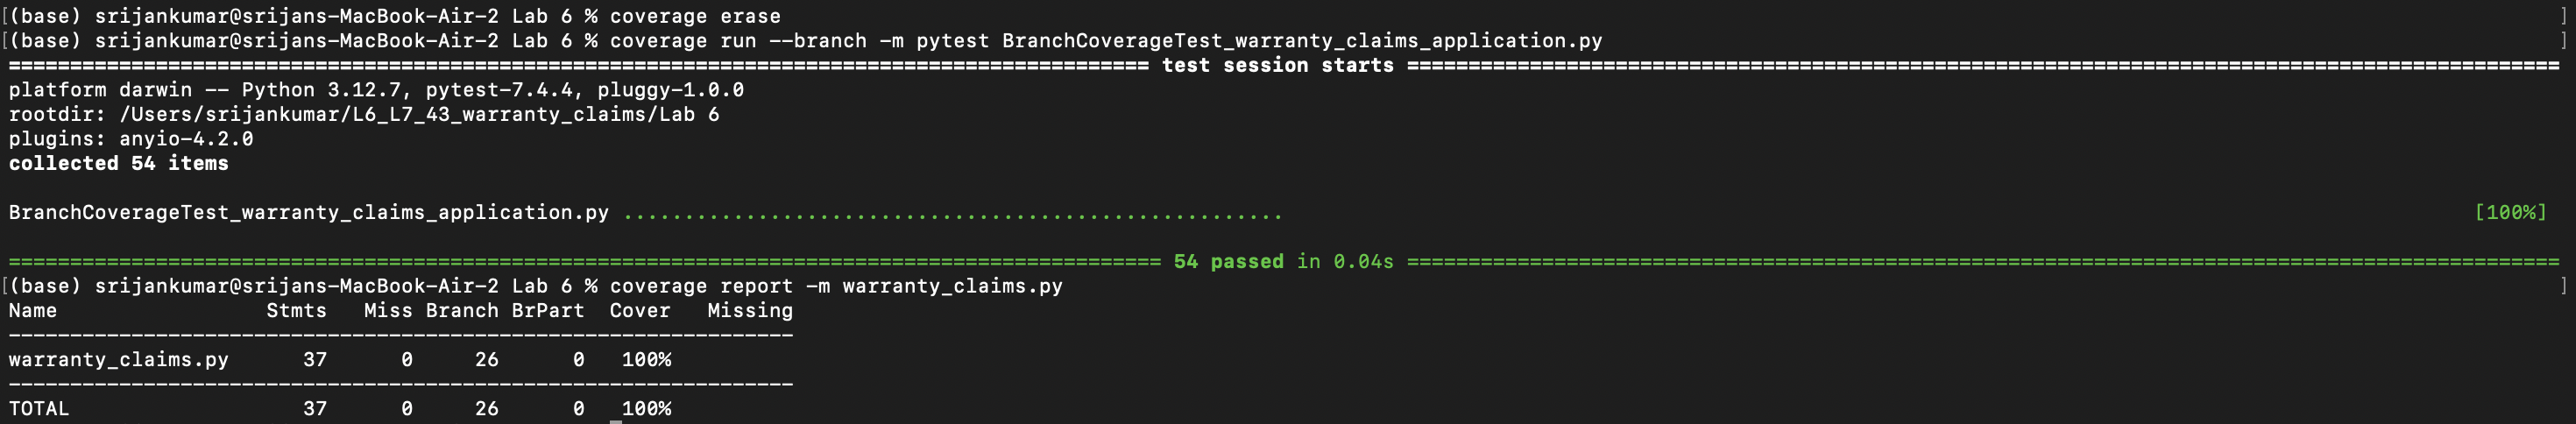 [(base) srijankumar@srijans-MacBook-Air-2 Lab 6 % coverage erase ]
[(base) srijankumar@srijans-MacBook-Air-2 Lab 6 % coverage run --branch -m pytest BranchCoverageTest_warranty_claims_application.py ]
============================================================================================= test session starts ==============================================================================================
platform darwin -- Python 3.12.7, pytest-7.4.4, pluggy-1.0.0
rootdir: /Users/srijankumar/L6_L7_43_warranty_claims/Lab 6
plugins: anyio-4.2.0
collected 54 items
BranchCoverageTest_warranty_claims_application.py ...................................................... [100%]
============================================================================================== 54 passed in 0.04s ==============================================================================================
[(base) srijankumar@srijans-MacBook-Air-2 Lab 6 % coverage report -m warranty_claims.py ]
Name                 Stmts   Miss Branch BrPart  Cover   Missing
----------------------------------------------------------------
warranty_claims.py      37      0     26      0   100%
----------------------------------------------------------------
TOTAL                   37      0     26      0   100%